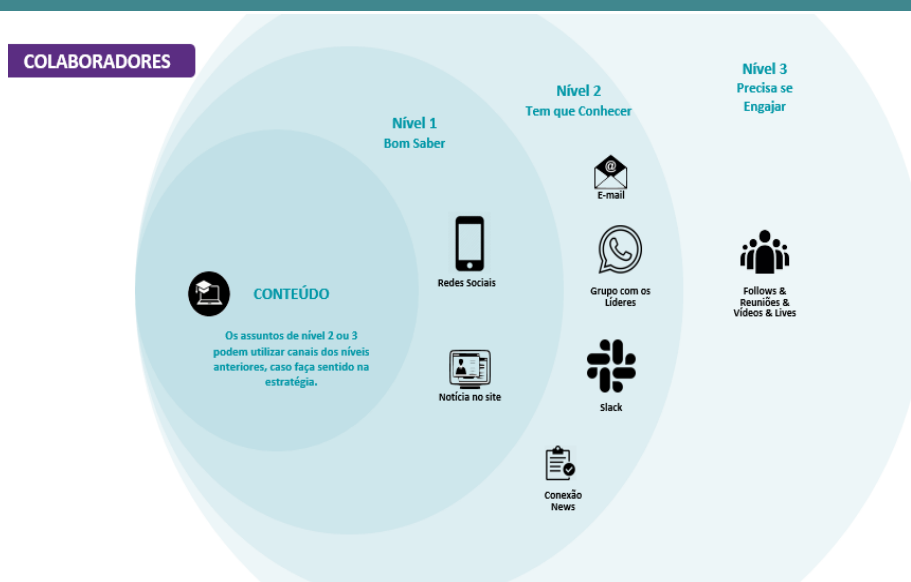 COLABORADORES
Nível 1
Bom Saber
Nível 2
Tem que Conhecer
Nível 3
Precisa se
Engajar
CONTEÚDO
Os assuntos de nível 2 ou 3
podem utilizar canais dos níveis
anteriores, caso faça sentido na
estratégia.
Redes Sociais
Notícia no site
@
E-mail
Grupo com os
Líderes
Slack
Conexão
News
Follows &
Reuniões &
Vídeos & Lives